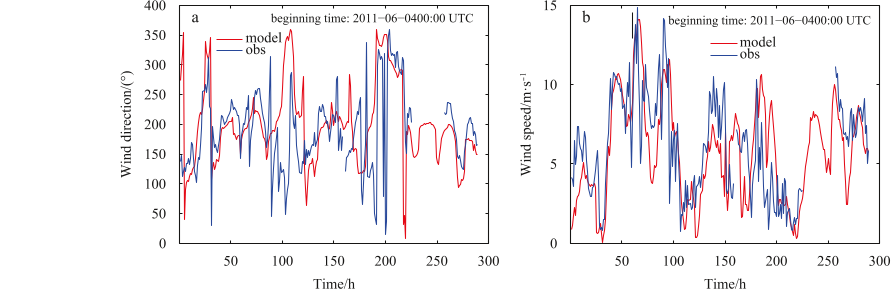 a
beginning time: 2011−06−0400:00 UTC
model
obs
Wind direction/(°)
400
350
300
250
200
150
100
50
0
50 100 150 200 250 300
Time/h
b
beginning time: 2011−06−0400:00 UTC
model
obs
Wind speed/m·s⁻¹
15
10
5
0
50 100 150 200 250 300
Time/h